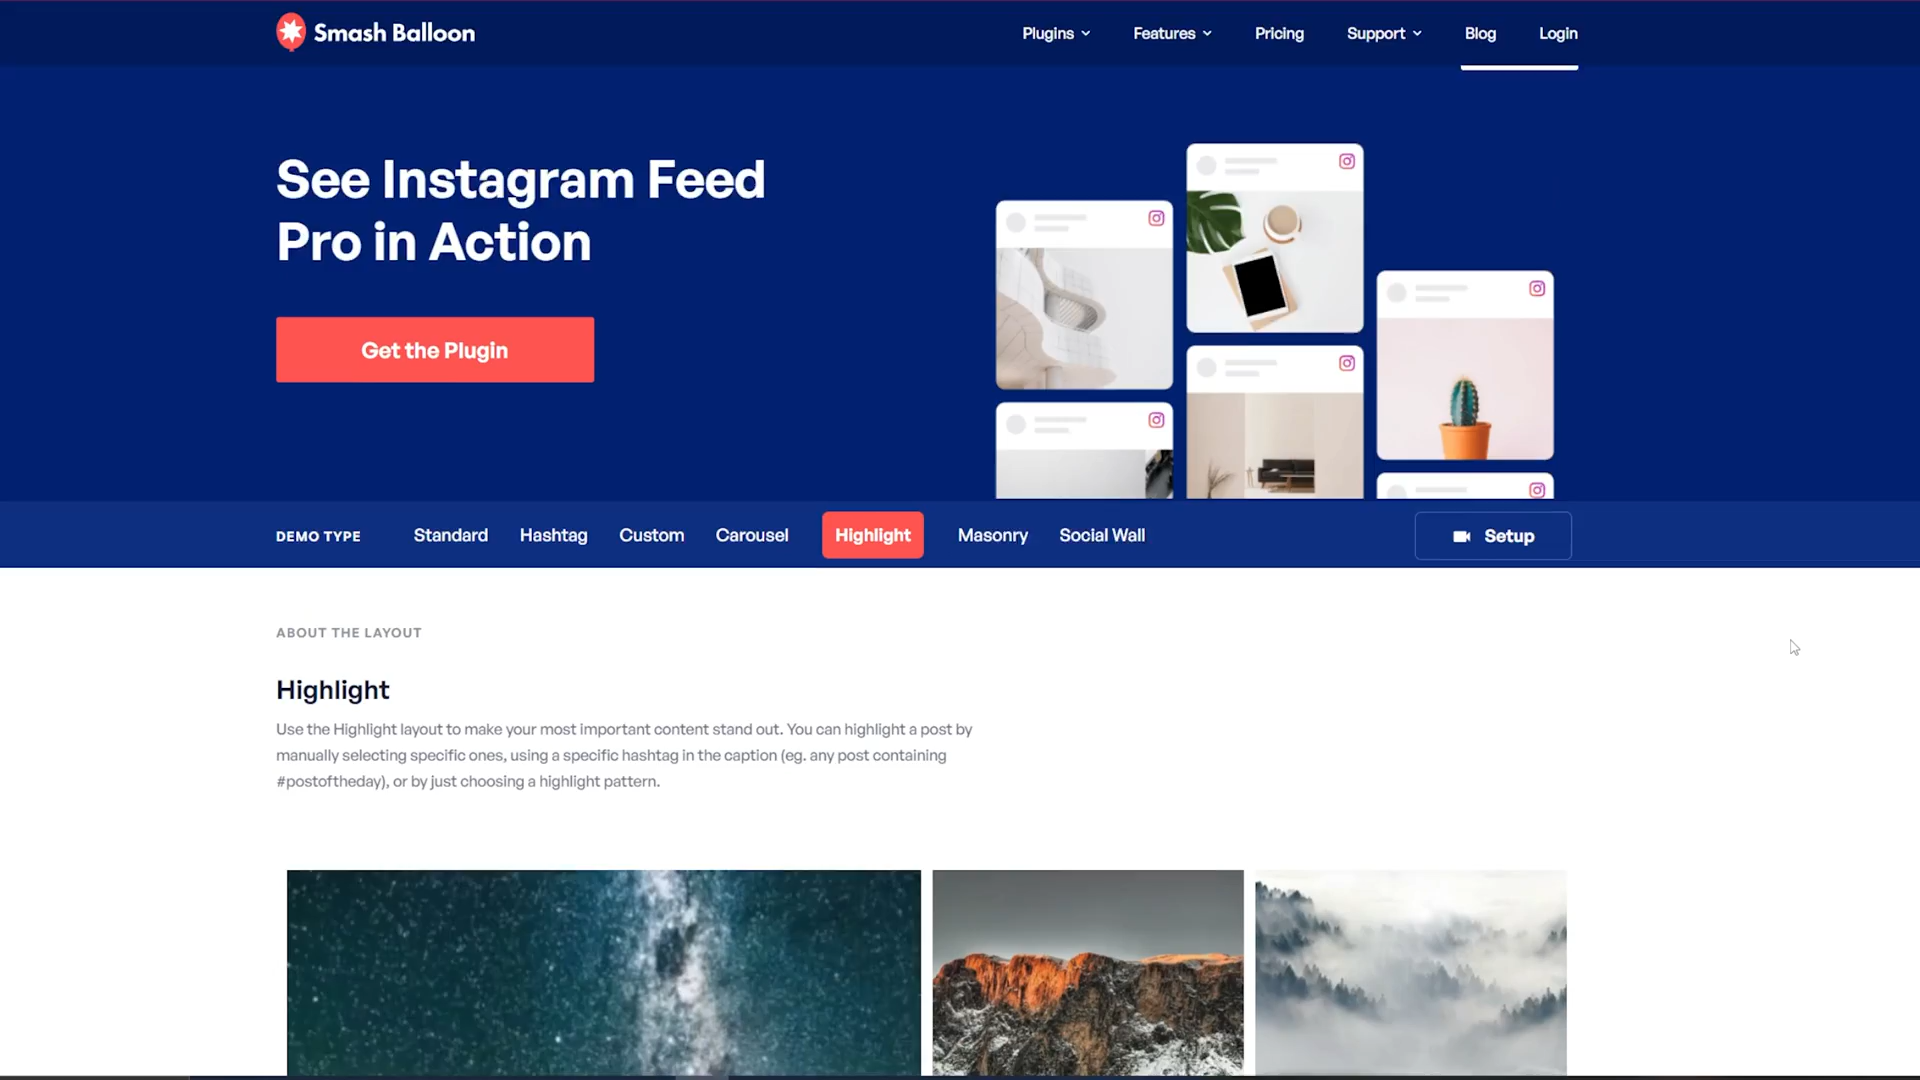 Smash Balloon
Plugins
Features
Pricing
Support
Blog
Login
See Instagram Feed
Pro in Action
Get the Plugin
DEMO TYPE
Standard
Hashtag
Custom
Carousel
Highlight
Masonry
Social Wall
Setup
ABOUT THE LAYOUT
Highlight
Use the Highlight layout to make your most important content stand out. You can highlight a post by
manually selecting specific ones, using a specific hashtag in the caption (eg. any post containing
#postoftheday), or by just choosing a highlight pattern.